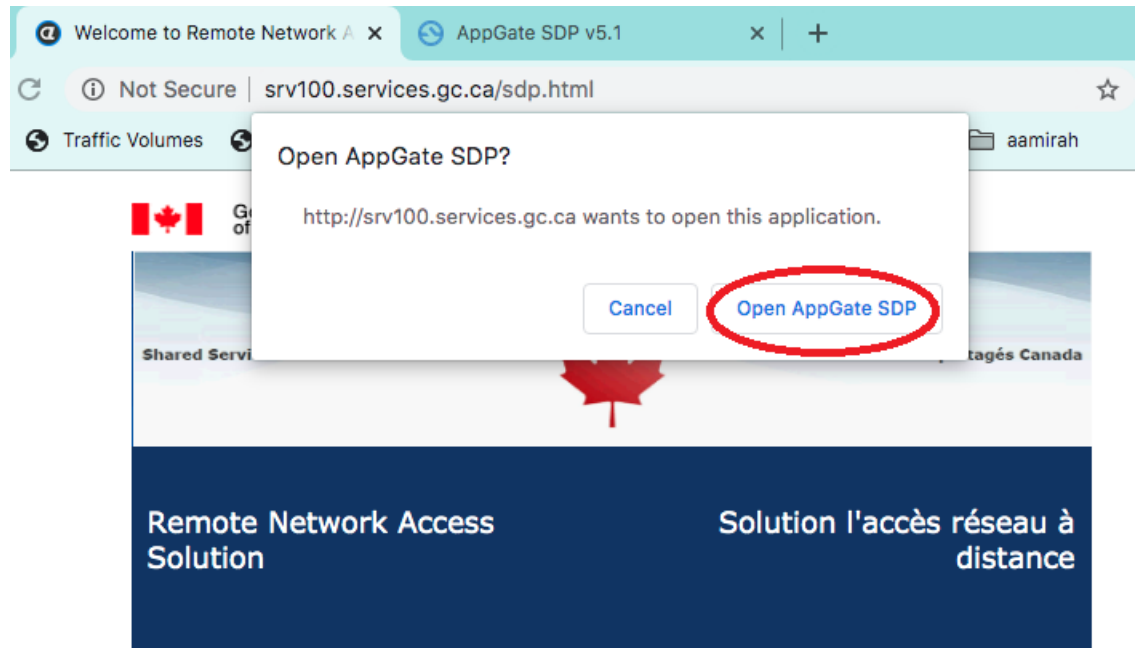 Welcome to Remote Network A
AppGate SDP v5.1
Not Secure | srv100.services.gc.ca/sdp.html
Traffic Volumes
aamirah
Open AppGate SDP?
http://srv100.services.gc.ca wants to open this application.
Cancel
Open AppGate SDP
of
Shared Servi
tagés Canada
Remote Network Access
Solution
Solution l'accès réseau à
distance